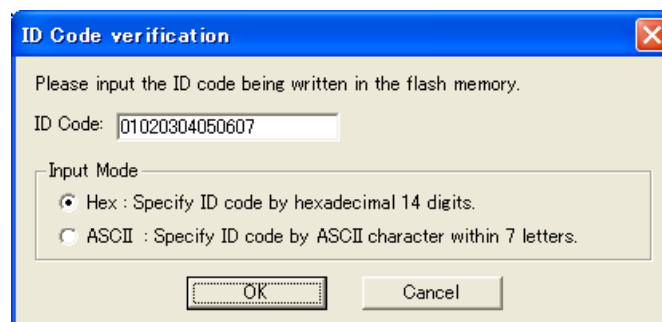 ID Code verification
Please input the ID code being written in the flash memory.
ID Code: 01020304050607
Input Mode
Hex : Specify ID code by hexadecimal 14 digits.
ASCII : Specify ID code by ASCII character within 7 letters.
OK Cancel